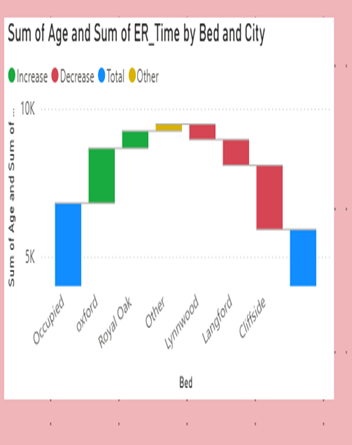 Sum of Age and Sum of ER_Time by Bed and City
Increase Decrease Total Other
Sum of Age and Sum of ...
10K
5K
Occupied
oxford
Royal Oak
Other
Lynnwood
Langford
Cliffside
Bed